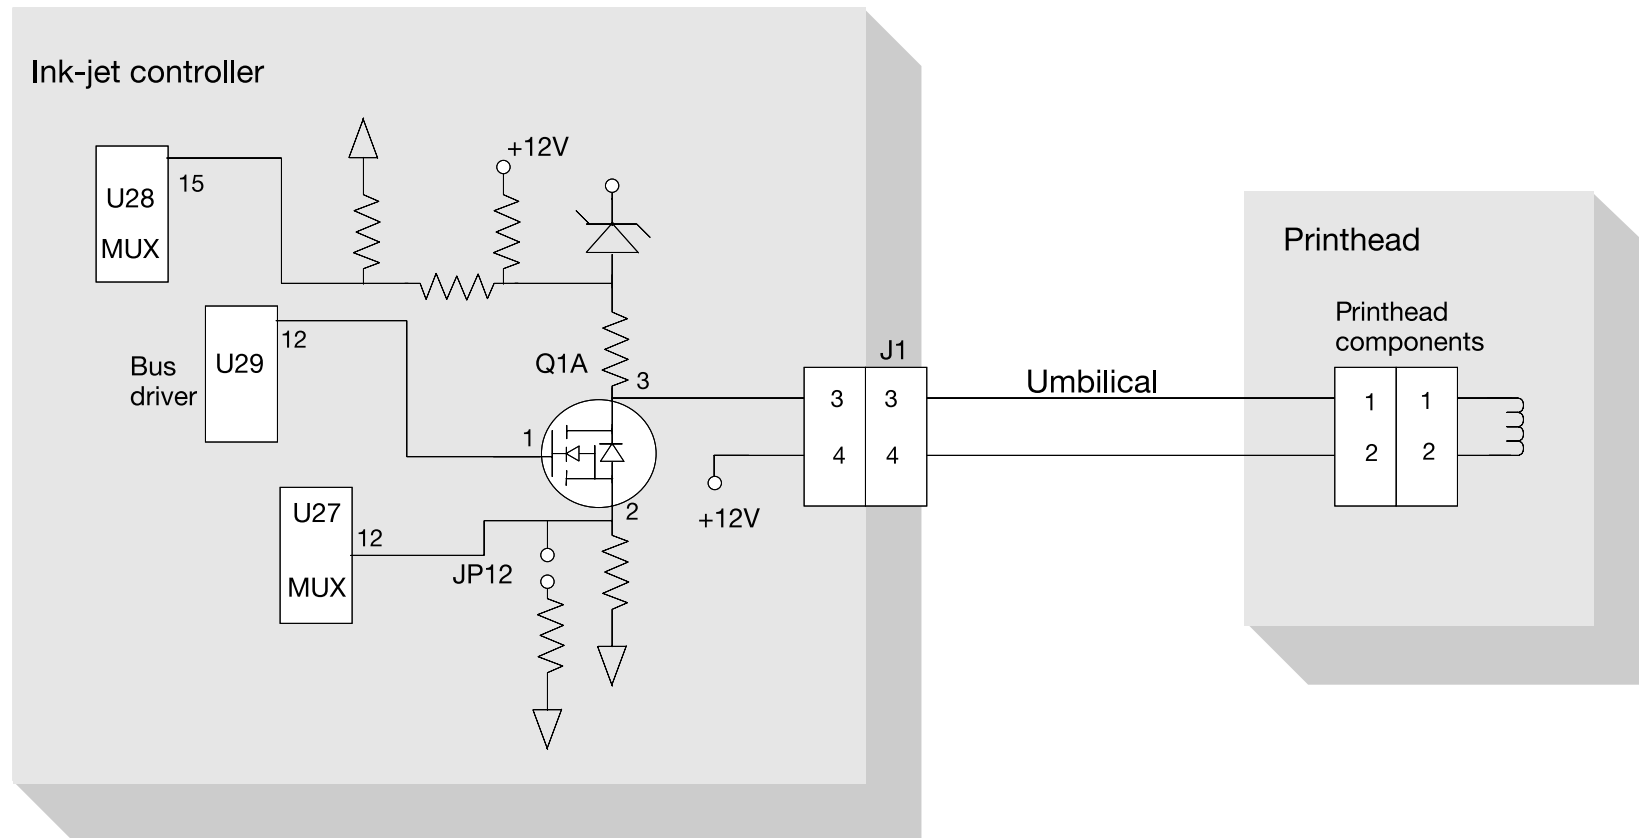 Ink-jet controller
+12V
15
U28
MUX
Printhead
Printhead
components
12
U29
Bus
driver
Q1A
3
J1
Umbilical
3 3
4 4
1 1
2 2
1
2
+12V
U27
MUX
12
JP12